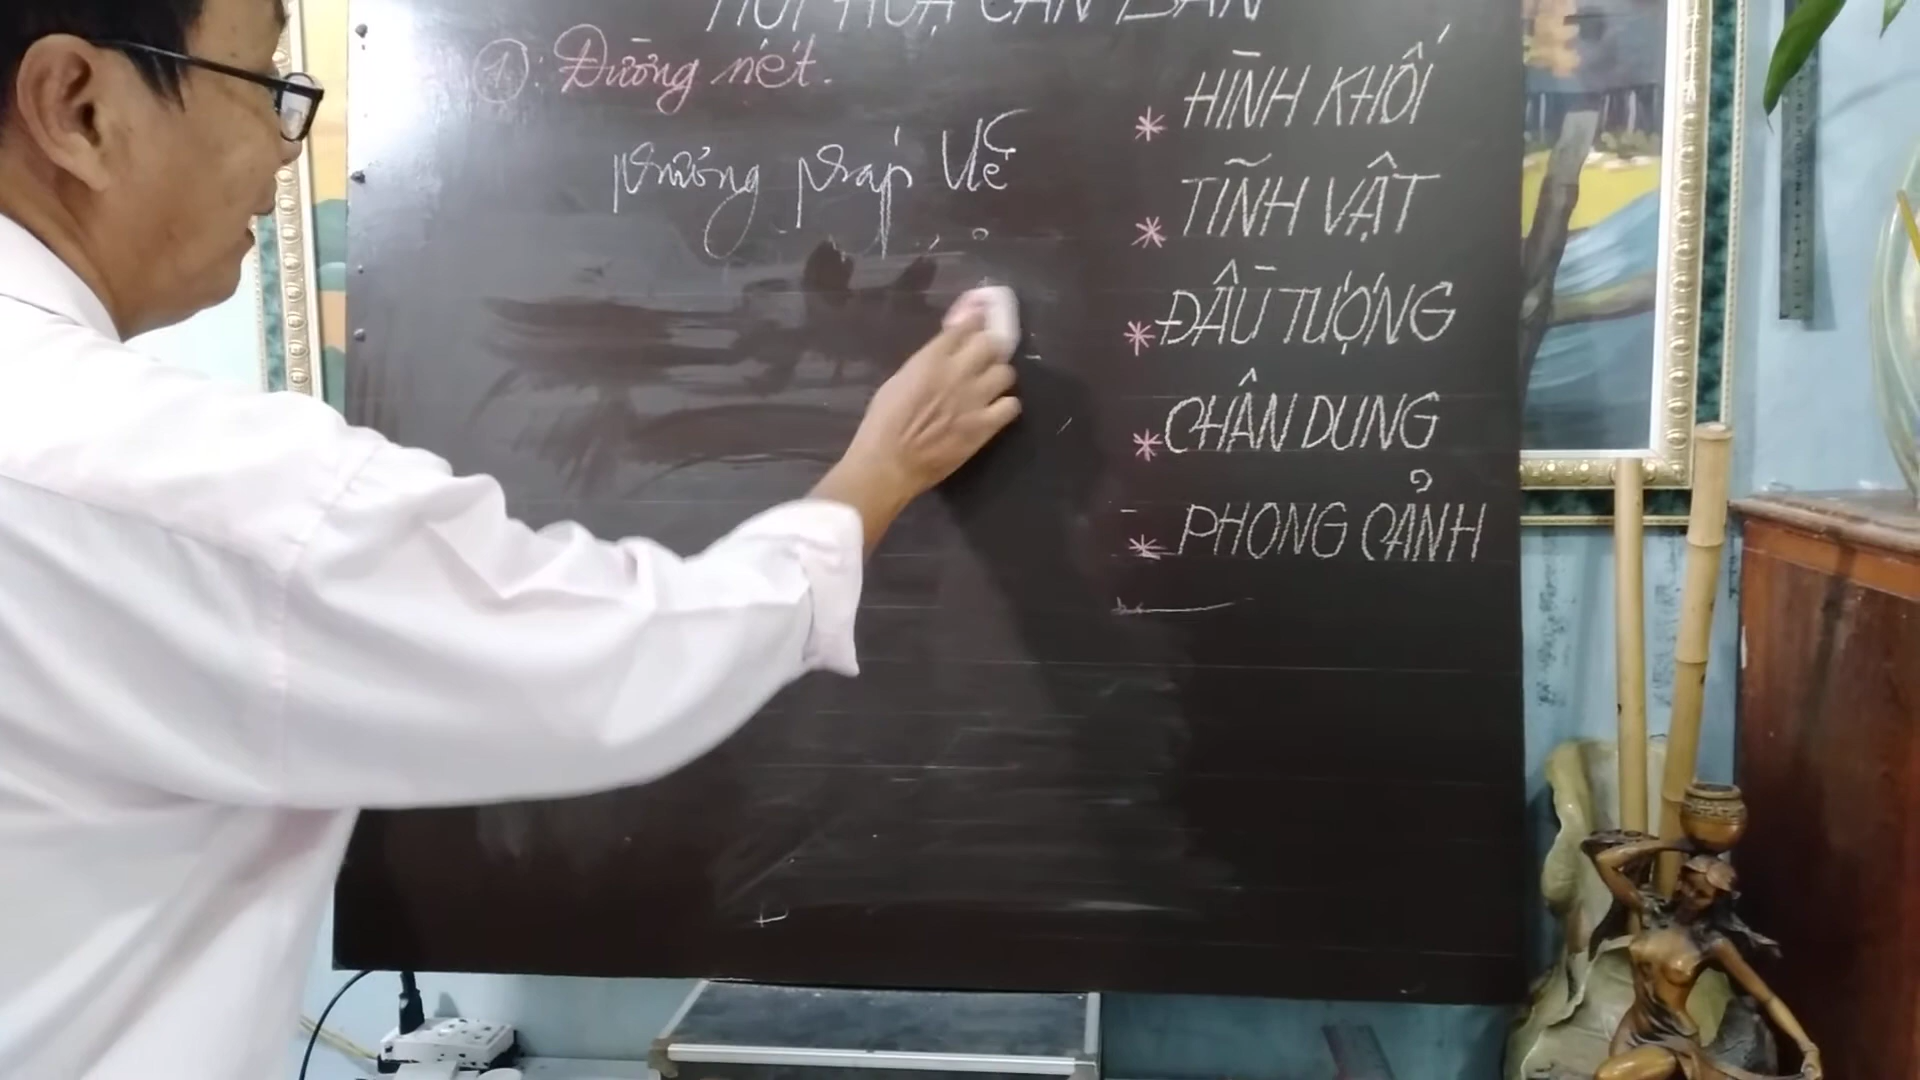 HỘI HỌA CĂN BẢN
①: Đường nét.
phương pháp vẽ
* HÌNH KHỐI
* TĨNH VẬT
* ĐẦU TƯỢNG
* CHÂN DUNG
* PHONG CẢNH